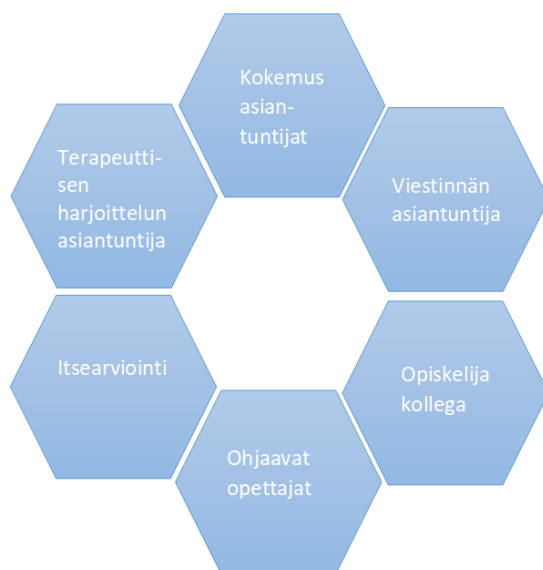 Kokemus
asian-
tuntijat
Terapeutti-
sen
harjoittelun
asiantuntija
Viestinnän
asiantuntija
Itsearviointi
Opiskelija
kollega
Ohjaavat
opettajat